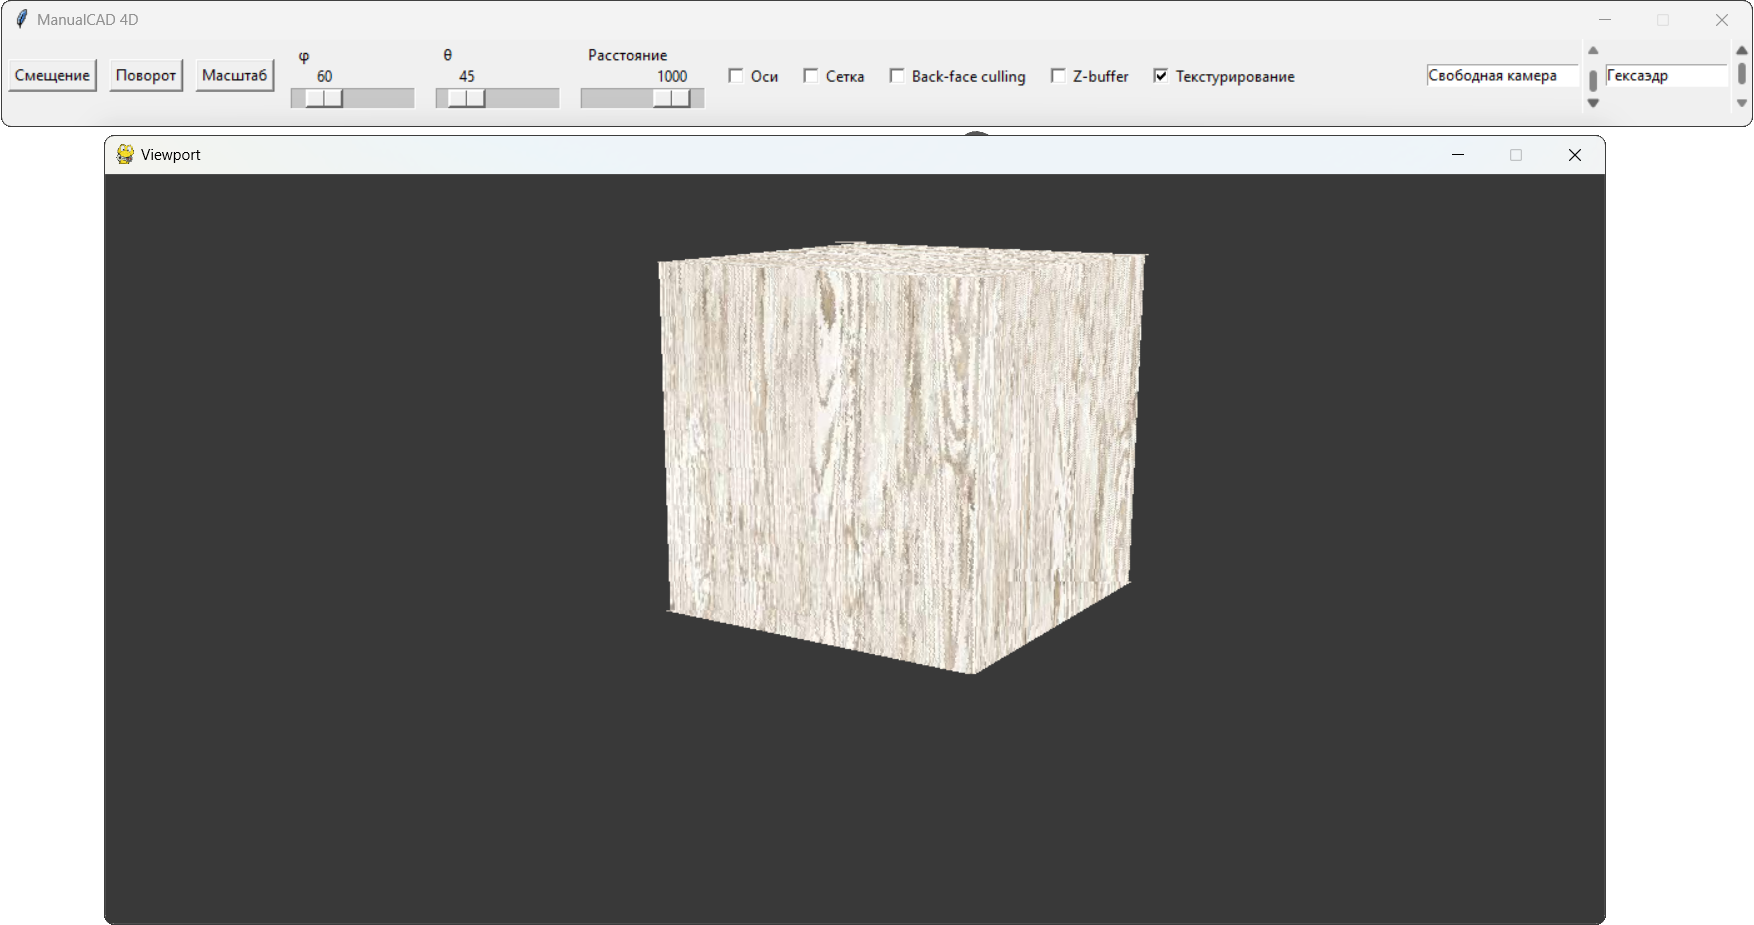 ManualCAD 4D
Смещение Поворот Масштаб
φ
60
θ
45
Расстояние
1000
Оси Сетка Back-face culling Z-buffer Текстурирование
Свободная камера
Гексаэдр
Viewport